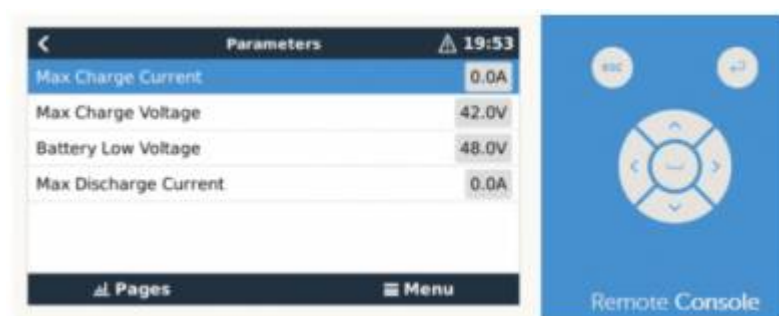 Parameters 19:53
Max Charge Current 0.0A
Max Charge Voltage 42.0V
Battery Low Voltage 48.0V
Max Discharge Current 0.0A
Pages Menu
esc
Remote Console